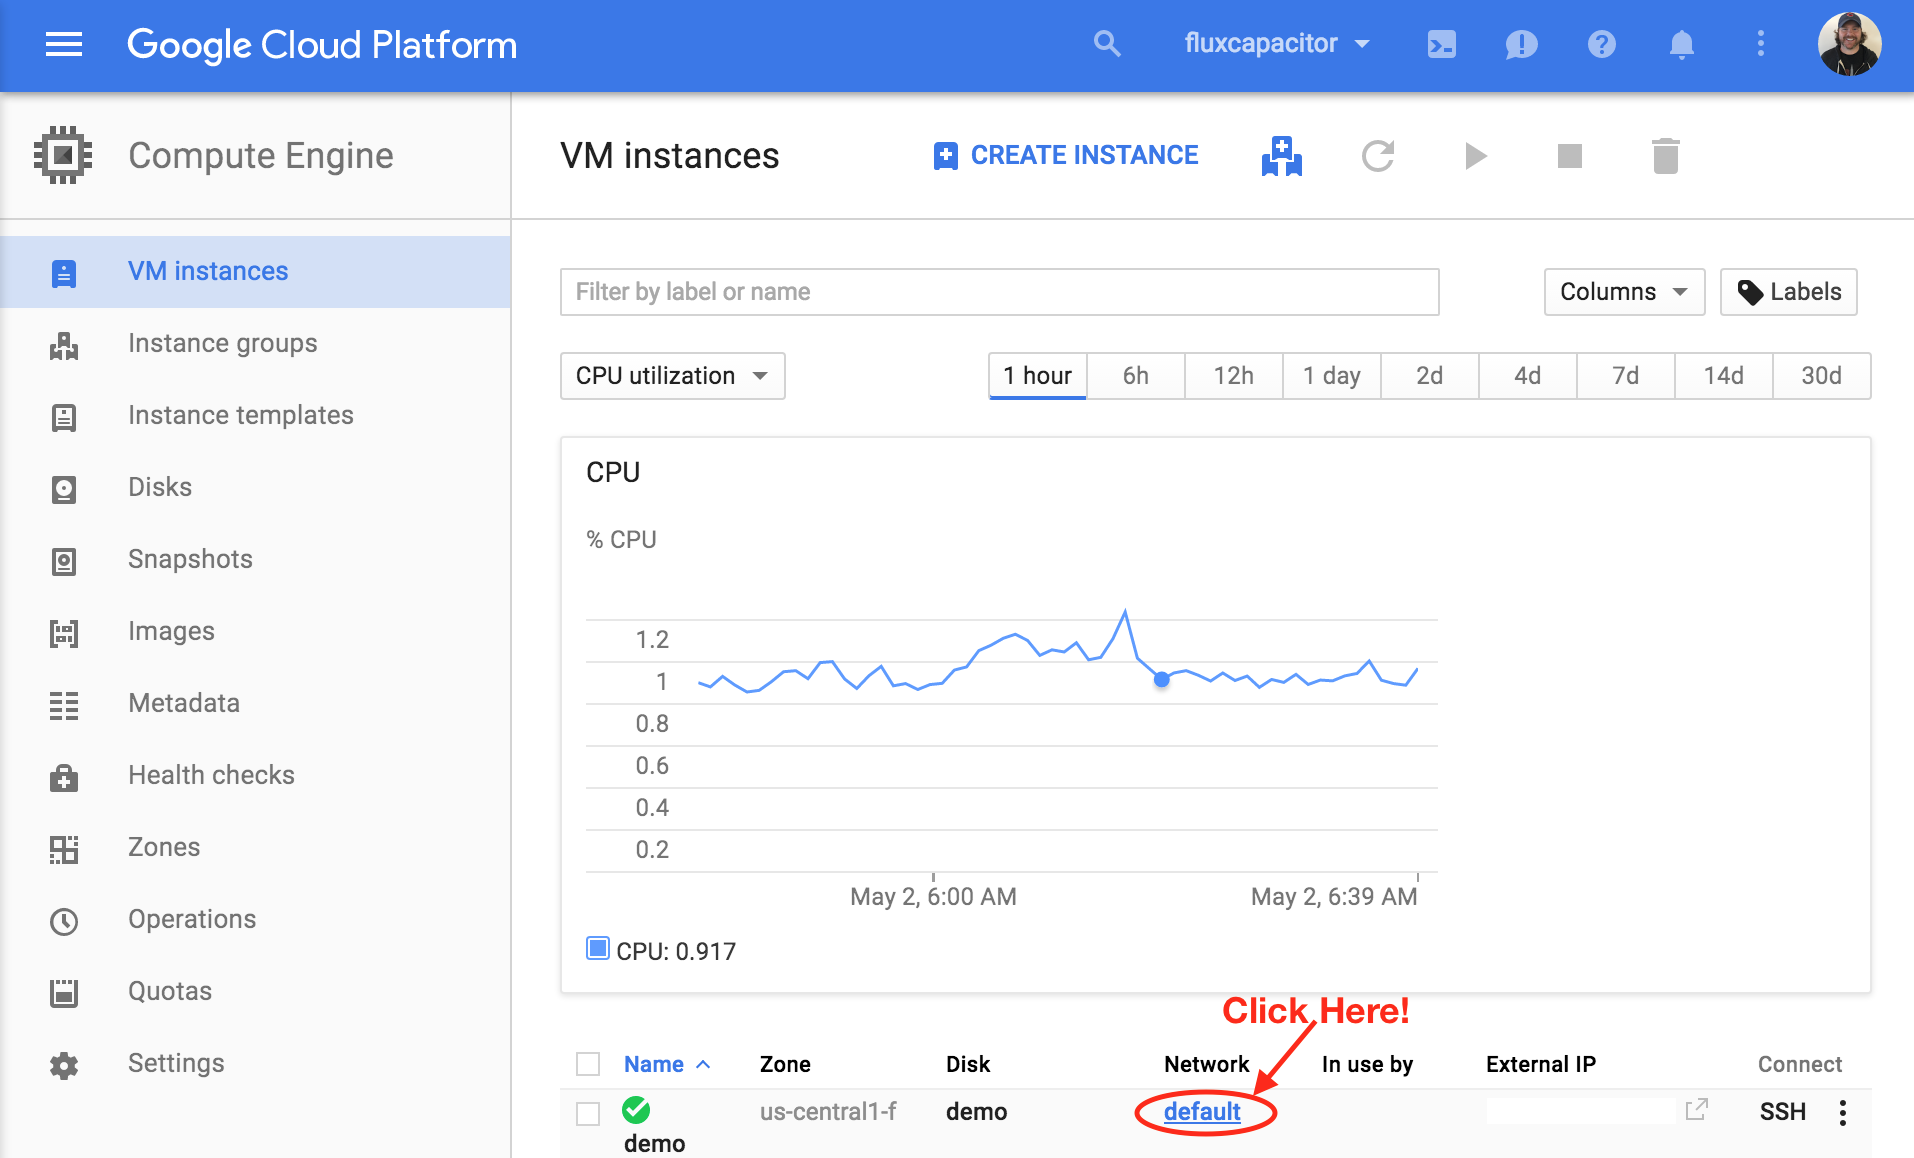 Google Cloud Platform
fluxcapacitor
Compute Engine
VM instances
CREATE INSTANCE
VM instances
Instance groups
Instance templates
Disks
Snapshots
Images
Metadata
Health checks
Zones
Operations
Quotas
Settings
Filter by label or name
Columns
Labels
CPU utilization
1 hour 6h 12h 1 day 2d 4d 7d 14d 30d
CPU
% CPU
1.2
1
0.8
0.6
0.4
0.2
May 2, 6:00 AM May 2, 6:39 AM
CPU: 0.917
Click Here!
Name Zone Disk Network In use by External IP Connect
demo us-central1-f demo default SSH